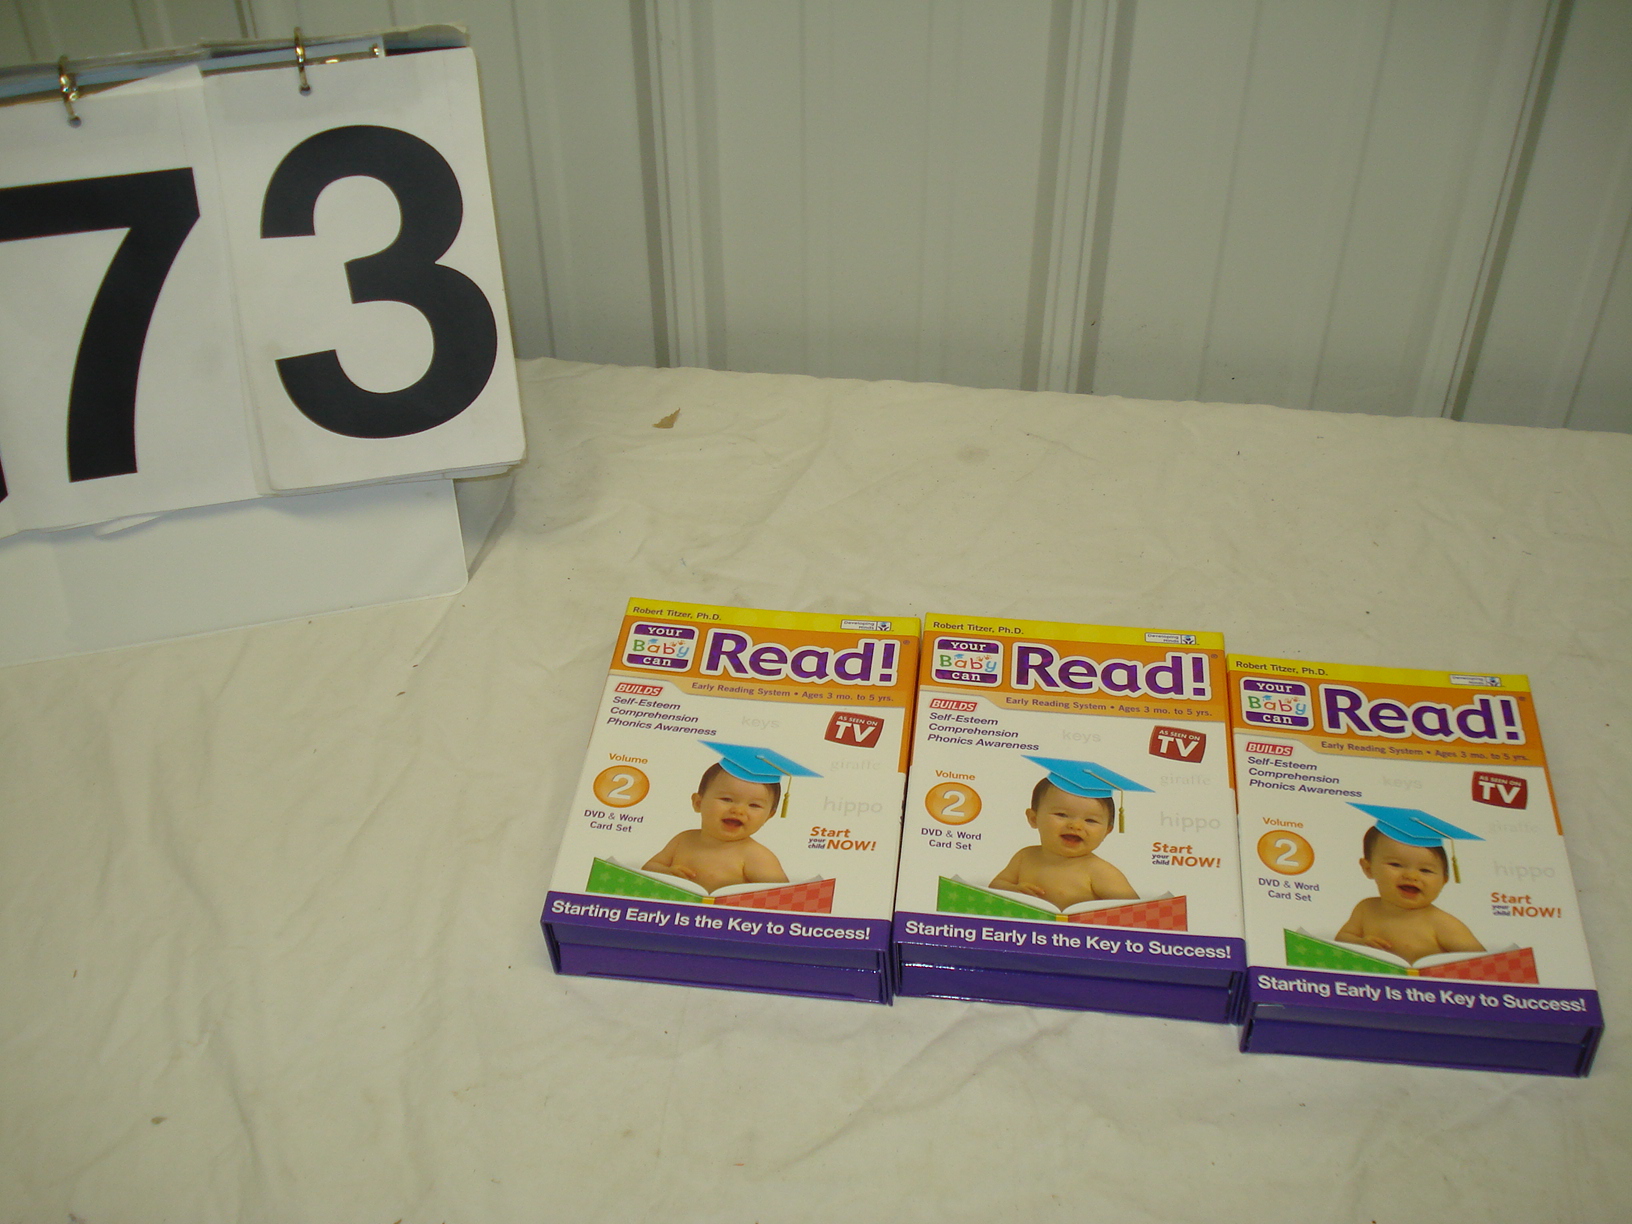 73
Robert Titzer, Ph.D.
Developing Minds
Your Baby can Read!
Early Reading System • Ages 3 mo. to 5 yrs.
BUILDS
Self-Esteem
Comprehension
Phonics Awareness
keys
AS SEEN ON
TV
giraffe
Volume
2
hippo
DVD & Word
Card Set
Start
your child NOW!
Starting Early Is the Key to Success!
Robert Titzer, Ph.D.
Developing Minds
Your Baby can Read!
Early Reading System • Ages 3 mo. to 5 yrs.
BUILDS
Self-Esteem
Comprehension
Phonics Awareness
keys
AS SEEN ON
TV
giraffe
Volume
2
hippo
DVD & Word
Card Set
Start
your child NOW!
Starting Early Is the Key to Success!
Robert Titzer, Ph.D.
Developing Minds
Your Baby can Read!
Early Reading System • Ages 3 mo. to 5 yrs.
BUILDS
Self-Esteem
Comprehension
Phonics Awareness
keys
AS SEEN ON
TV
giraffe
Volume
2
hippo
DVD & Word
Card Set
Start
your child NOW!
Starting Early Is the Key to Success!